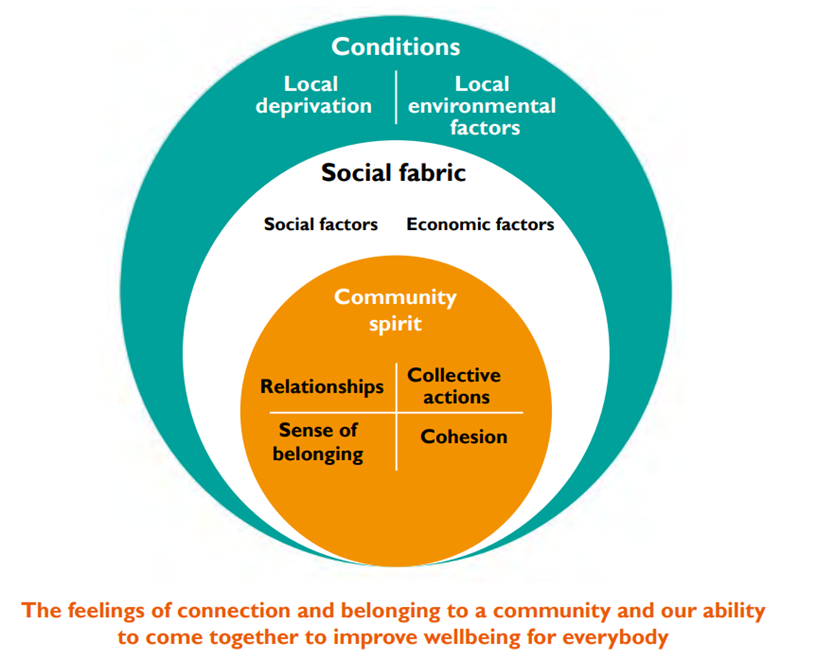 Conditions
Local
deprivation
Local
environmental
factors
Social fabric
Social factors
Economic factors
Community
spirit
Relationships
Collective
actions
Sense of
belonging
Cohesion
The feelings of connection and belonging to a community and our ability
to come together to improve wellbeing for everybody